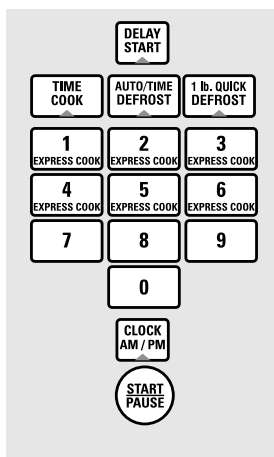 DELAY
START
TIME
COOK
AUTO/TIME
DEFROST
1 lb. QUICK
DEFROST
1
EXPRESS COOK
2
EXPRESS COOK
3
EXPRESS COOK
4
EXPRESS COOK
5
EXPRESS COOK
6
EXPRESS COOK
7
8
9
0
CLOCK
AM / PM
START
PAUSE